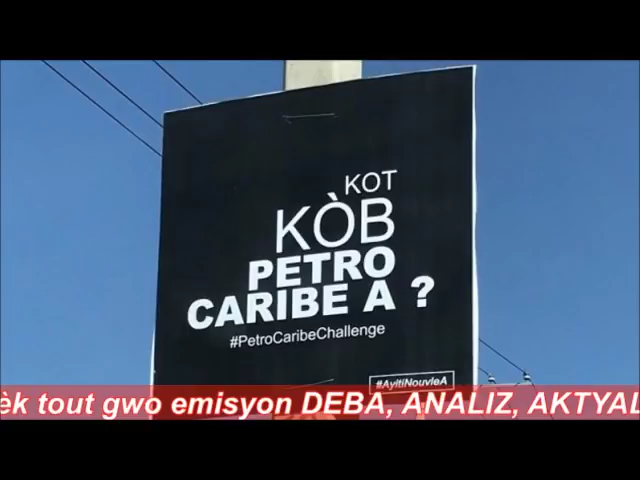 KOT
KÒB
PETRO
CARIBE A ?
#PetroCaribeChallenge
#AyitiNouvleA
èk tout gwo emisyon DEBA, ANALIZ, AKTYAL